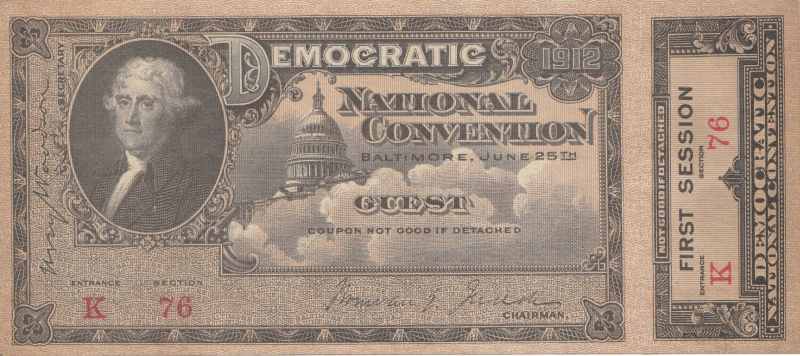 DEMOCRATIC
1912
NATIONAL
CONVENTION
BALTIMORE, JUNE 25TH
GUEST
COUPON NOT GOOD IF DETACHED
SECRETARY
ENTRANCE SECTION
K 76
CHAIRMAN.
NOT GOOD IF DETACHED
FIRST SESSION
ENTRANCE K SECTION 76
DEMOCRATIC
NATIONAL CONVENTION